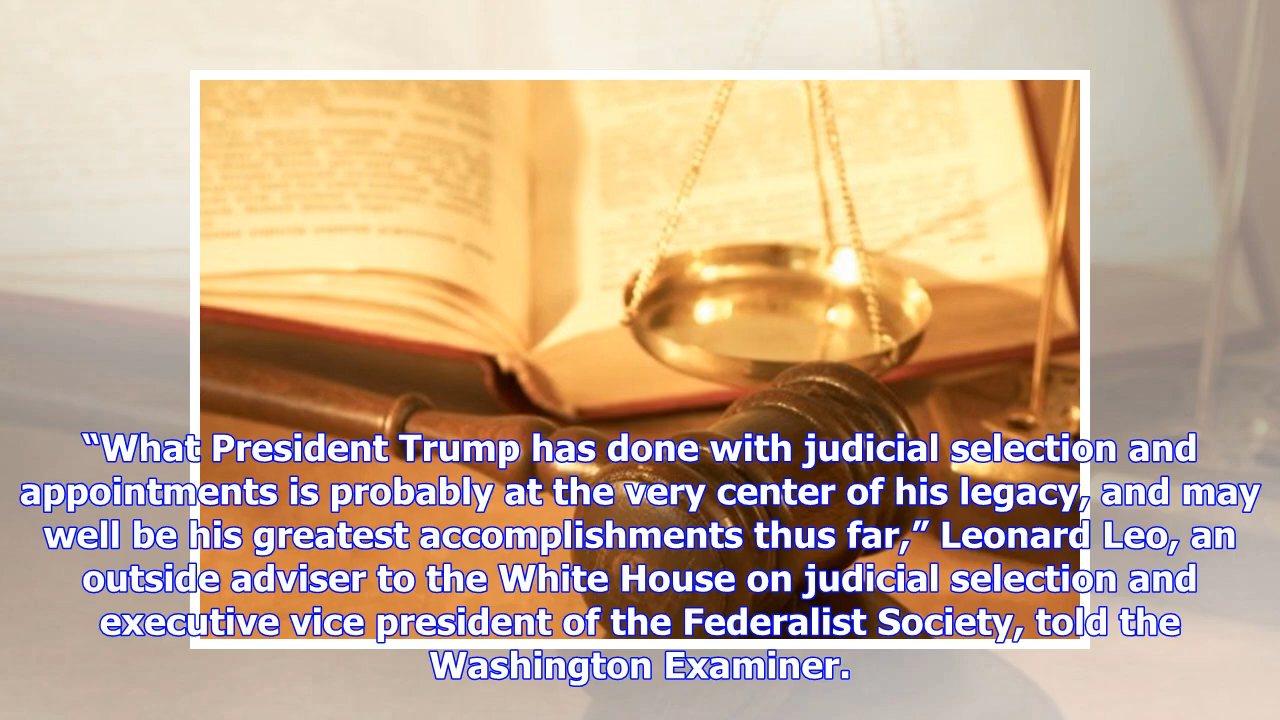 “What President Trump has done with judicial selection and
appointments is probably at the very center of his legacy, and may
well be his greatest accomplishments thus far,” Leonard Leo, an
outside adviser to the White House on judicial selection and
executive vice president of the Federalist Society, told the
Washington Examiner.